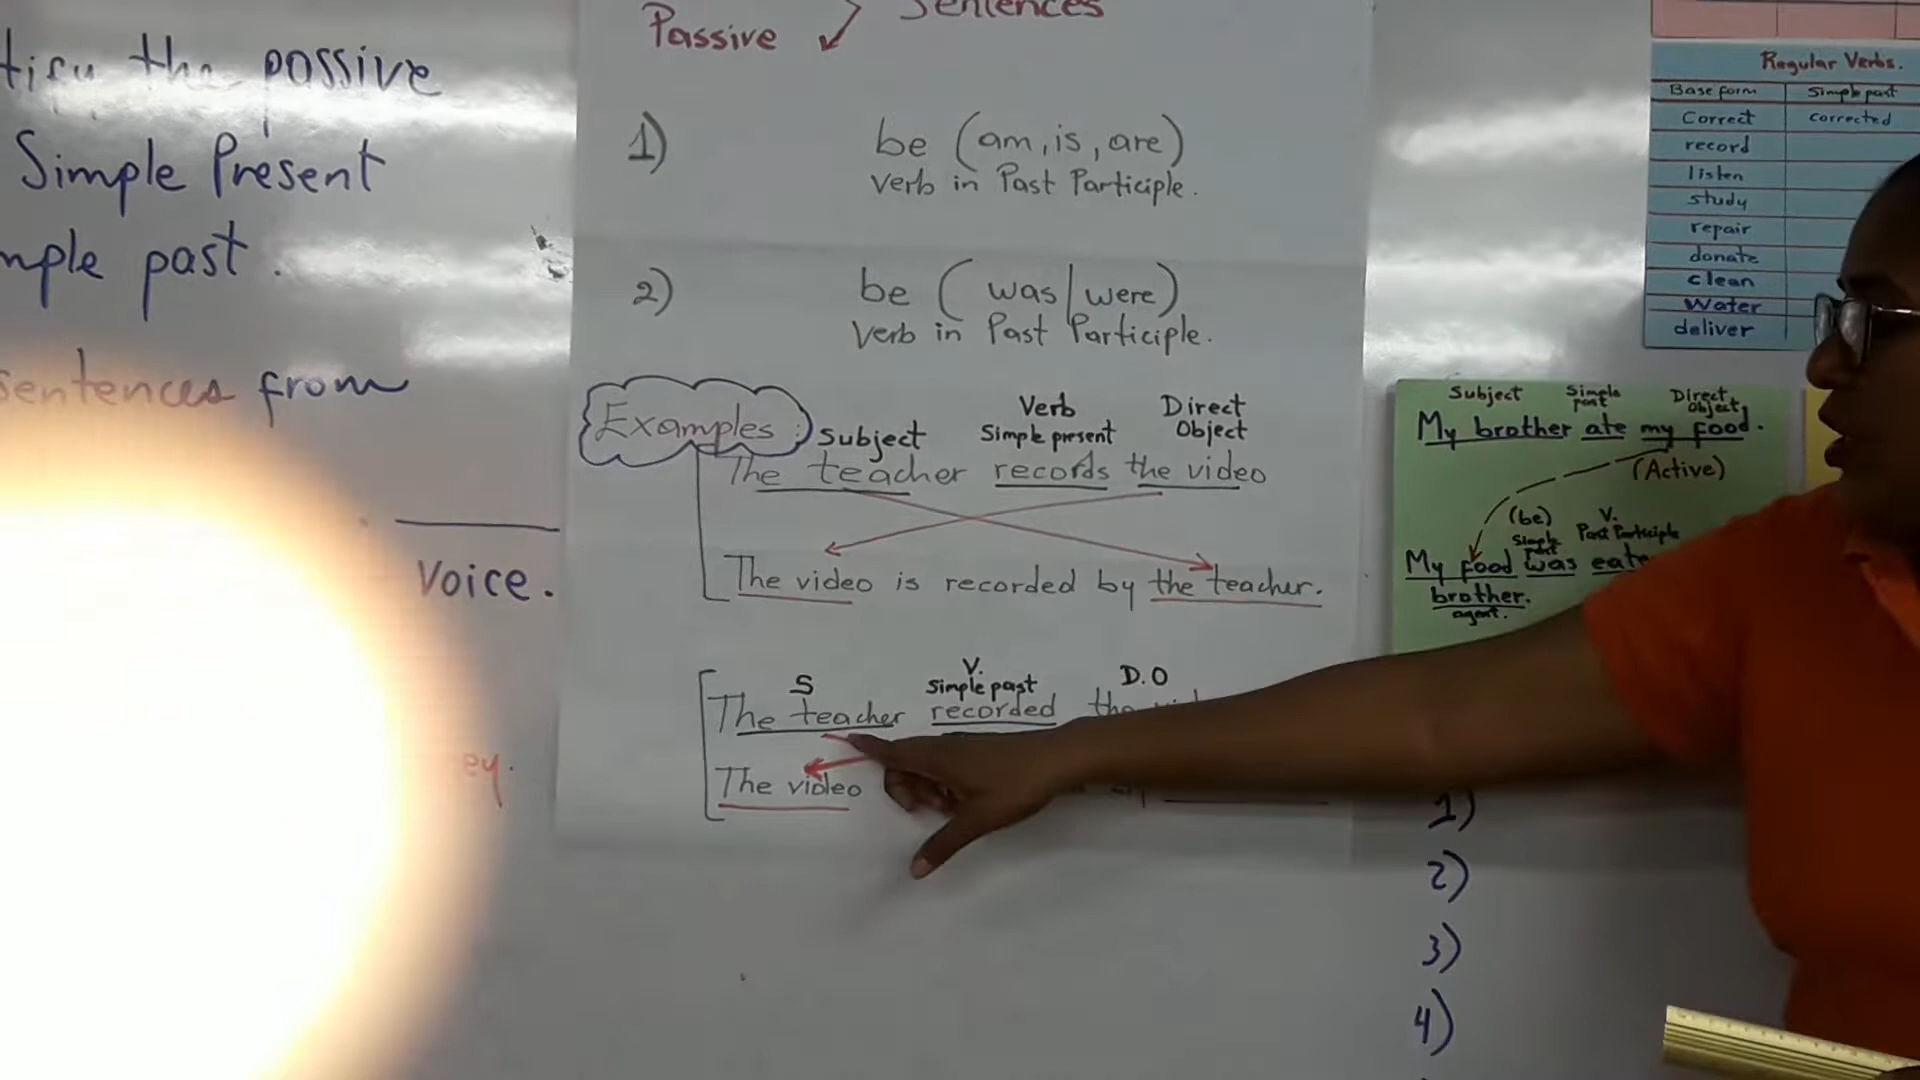 the passive
Simple Present
past.
sentences from
Voice.
Passive Sentences
1) be (am, is, are)
verb in Past Participle.
2) be ( was/were)
Verb in Past Participle.
Examples:
Subject Verb Simple present Direct Object
The teacher records the video
The video is recorded by the teacher.
S V. Simple past D.O
The teacher recorded the
The video
Regular Verbs.
Base form Simple past
Correct corrected
record
listen
study
repair
donate
clean
Water
deliver
Subject Simple past Direct Object
My brother ate my food.
(Active)
(be) Simple Past V. Past Participle
My food was
brother.
agent.
1)
2)
3)
4)